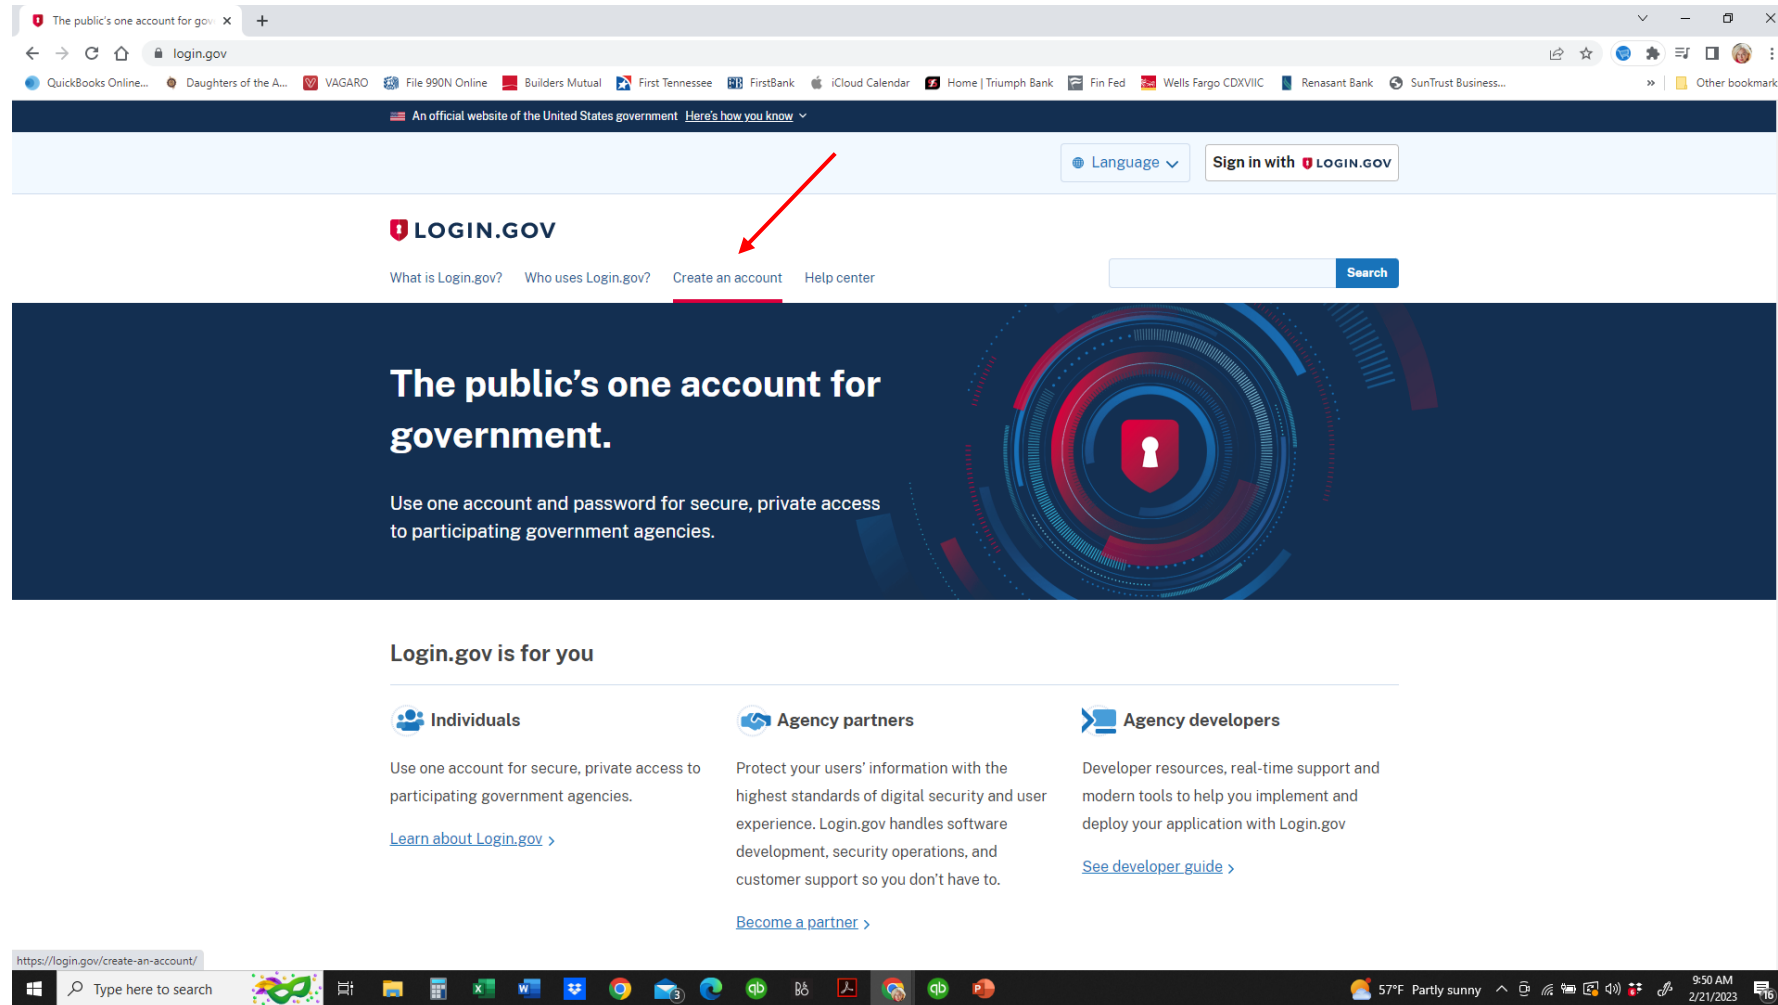 The public's one account for gov
login.gov
QuickBooks Online... Daughters of the A... VAGARO File 990N Online Builders Mutual First Tennessee FirstBank iCloud Calendar Home | Triumph Bank Fin Fed Wells Fargo CDXVIIC Renasant Bank SunTrust Business... » Other bookmark
An official website of the United States government Here's how you know
Language Sign in with LOGIN.GOV
LOGIN.GOV
What is Login.gov? Who uses Login.gov? Create an account Help center Search
The public's one account for
government.
Use one account and password for secure, private access
to participating government agencies.
Login.gov is for you
Individuals
Use one account for secure, private access to
participating government agencies.
Learn about Login.gov
Agency partners
Protect your users' information with the
highest standards of digital security and user
experience. Login.gov handles software
development, security operations, and
customer support so you don't have to.
Become a partner
Agency developers
Developer resources, real-time support and
modern tools to help you implement and
deploy your application with Login.gov
See developer guide
https://login.gov/create-an-account/
Type here to search
57°F Partly sunny
9:50 AM
2/21/2023
16